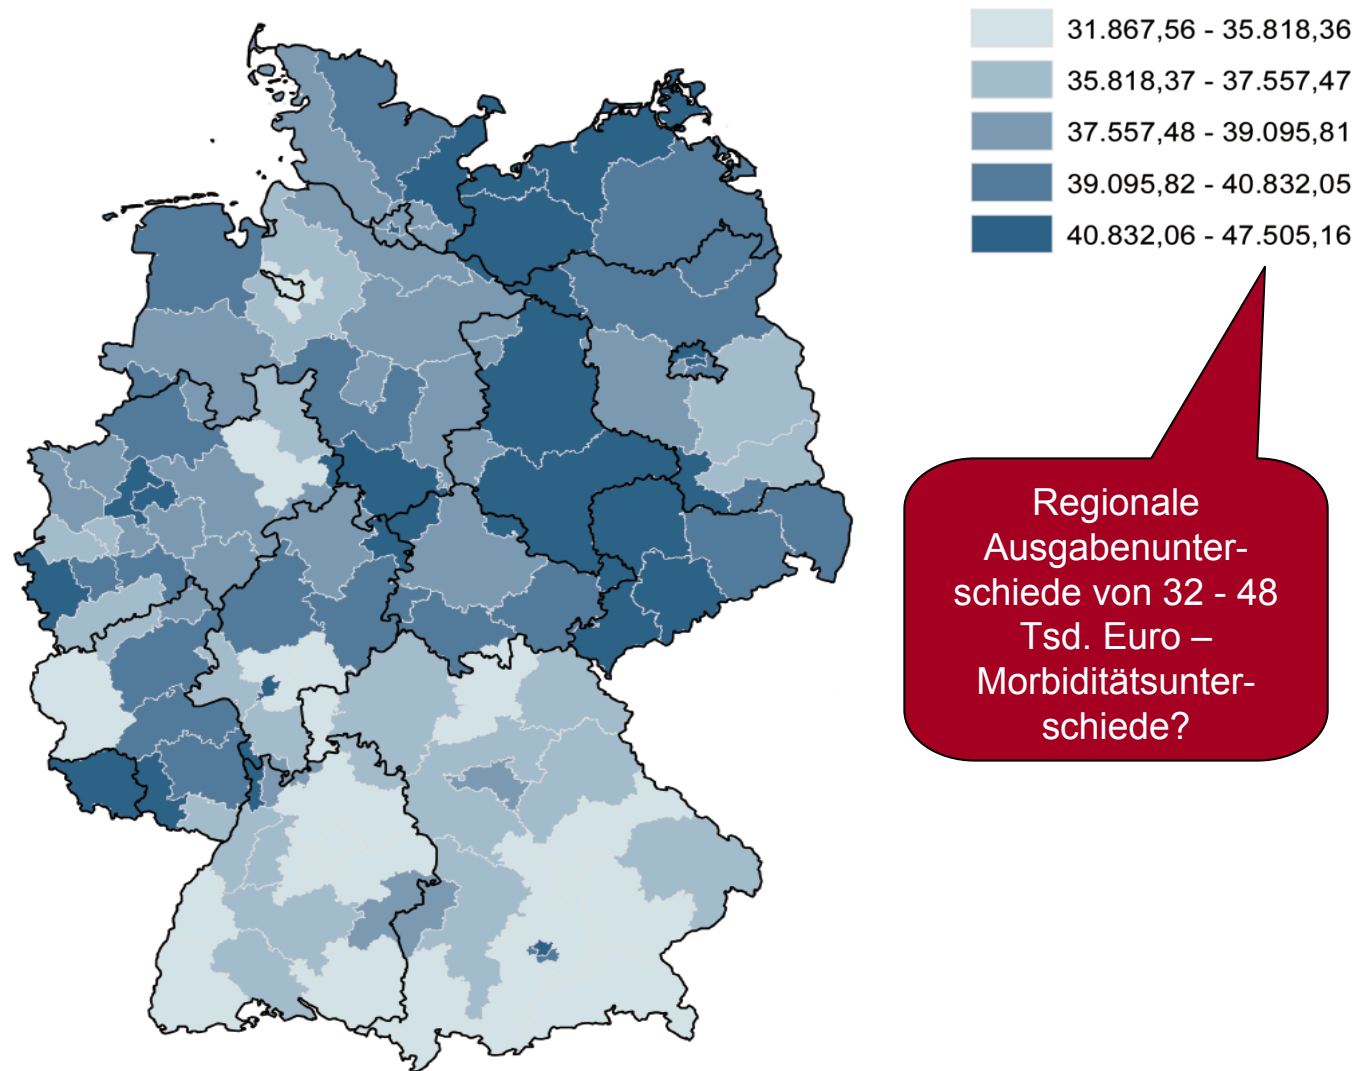 31.867,56 - 35.818,36
35.818,37 - 37.557,47
37.557,48 - 39.095,81
39.095,82 - 40.832,05
40.832,06 - 47.505,16
Regionale
Ausgabenunter-
schiede von 32 - 48
Tsd. Euro –
Morbiditätsunter-
schiede?